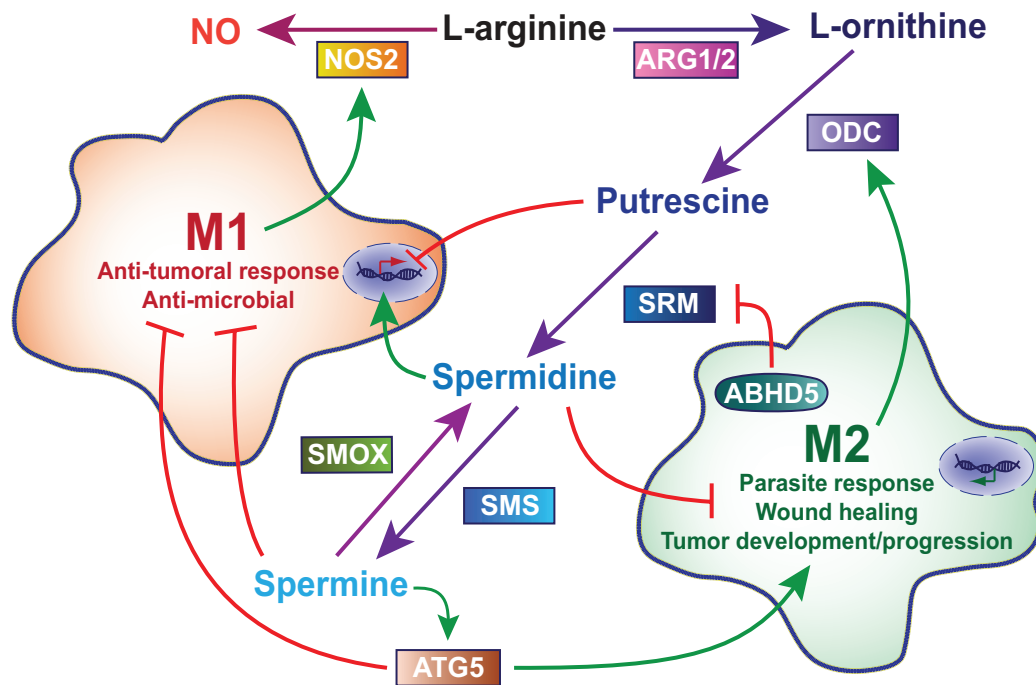 NO
L-arginine
L-ornithine
NOS2
ARG1/2
ODC
Putrescine
M1
Anti-tumoral response
Anti-microbial
SRM
Spermidine
ABHD5
M2
Parasite response
Wound healing
Tumor development/progression
SMOX
SMS
Spermine
ATG5